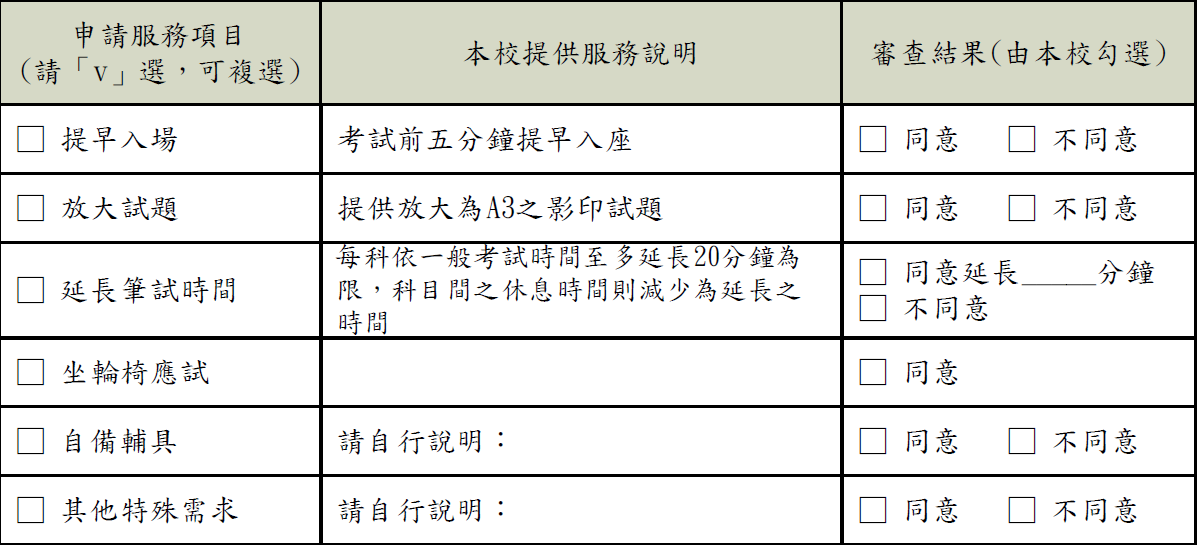 申請服務項目
(請「v」選，可複選)
本校提供服務說明
審查結果(由本校勾選)
□ 提早入場
考試前五分鐘提早入座
□ 同意 □ 不同意
□ 放大試題
提供放大為A3之影印試題
□ 同意 □ 不同意
□ 延長筆試時間
每科依一般考試時間至多延長20分鐘為
限，科目間之休息時間則減少為延長之
時間
□ 同意延長_____分鐘
□ 不同意
□ 坐輪椅應試
□ 同意
□ 自備輔具
請自行說明：
□ 同意 □ 不同意
□ 其他特殊需求
請自行說明：
□ 同意 □ 不同意